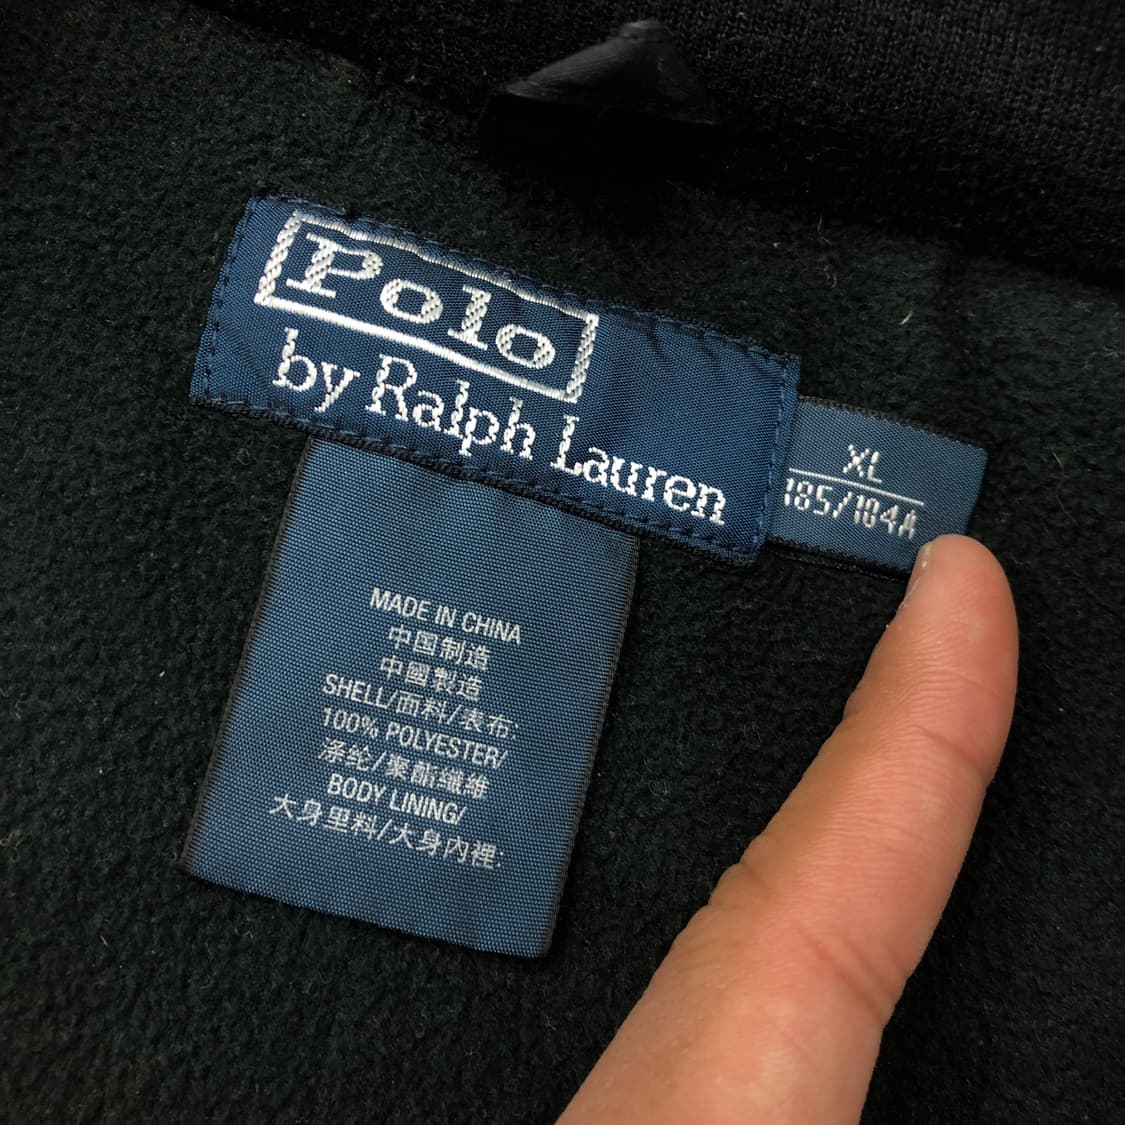 Polo
by Ralph Lauren
XL
185/104A
MADE IN CHINA
中国制造
中國製造
SHELL/面料/表布:
100% POLYESTER/
涤纶/聚酯纖維
BODY LINING/
大身里料/大身內裡: